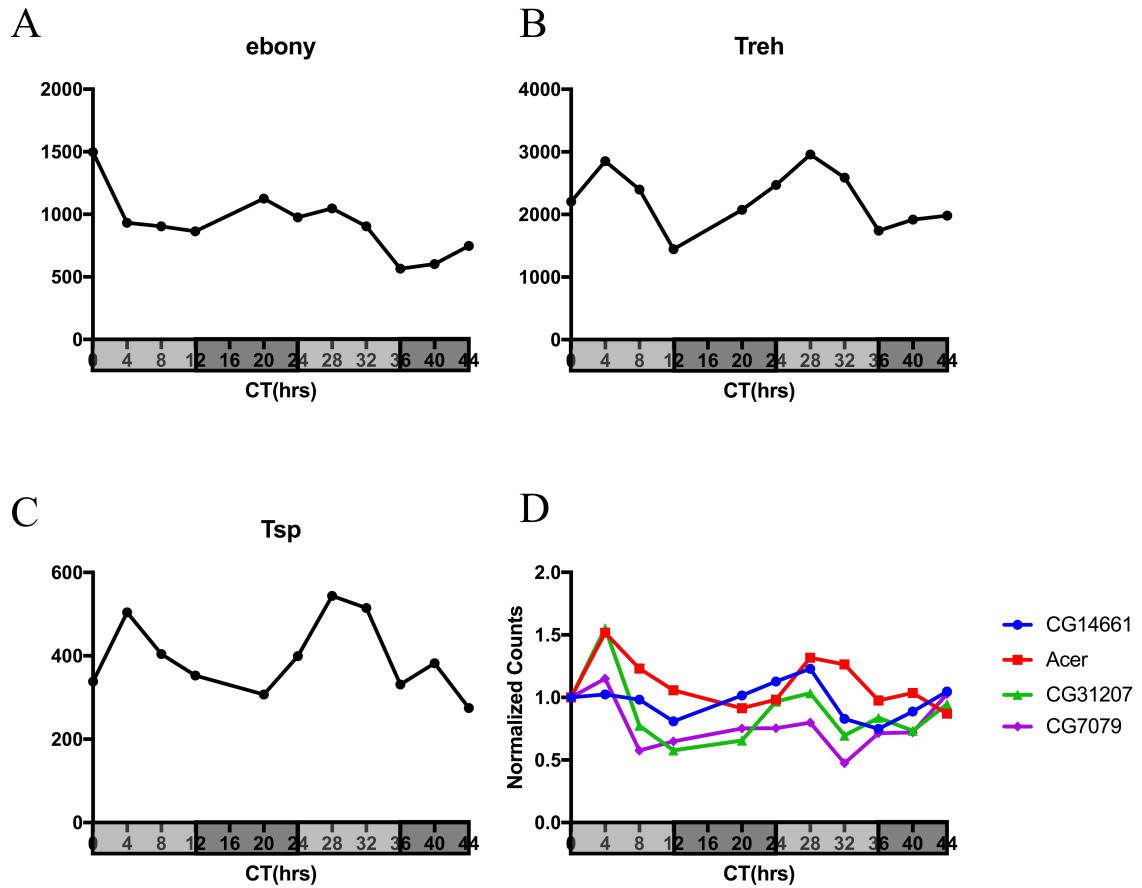 A
ebony
2000
1500
1000
500
0
0 4 8 12 16 20 24 28 32 36 40 44
CT(hrs)
B
Treh
4000
3000
2000
1000
0
0 4 8 12 16 20 24 28 32 36 40 44
CT(hrs)
C
Tsp
600
400
200
0
0 4 8 12 16 20 24 28 32 36 40 44
CT(hrs)
D
Normalized Counts
2.0
1.5
1.0
0.5
0.0
0 4 8 12 16 20 24 28 32 36 40 44
CT(hrs)
CG14661
Acer
CG31207
CG7079